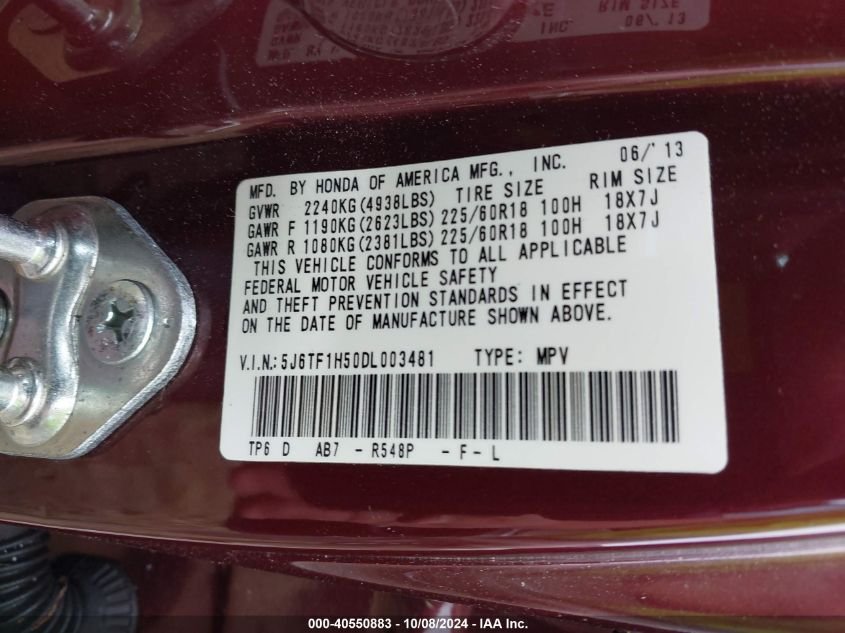 MFD. BY HONDA OF AMERICA MFG., INC. 06/'13
GVWR 2240KG(4938LBS) TIRE SIZE RIM SIZE
GAWR F 1190KG(2623LBS) 225/60R18 100H 18X7J
GAWR R 1080KG(2381LBS) 225/60R18 100H 18X7J
THIS VEHICLE CONFORMS TO ALL APPLICABLE
FEDERAL MOTOR VEHICLE SAFETY
AND THEFT PREVENTION STANDARDS IN EFFECT
ON THE DATE OF MANUFACTURE SHOWN ABOVE.
V.I.N.: 5J6TF1H50DL003481 TYPE: MPV
TP6 D AB7 - R548P - F - L
000-40550883 - 10/08/2024 - IAA Inc.